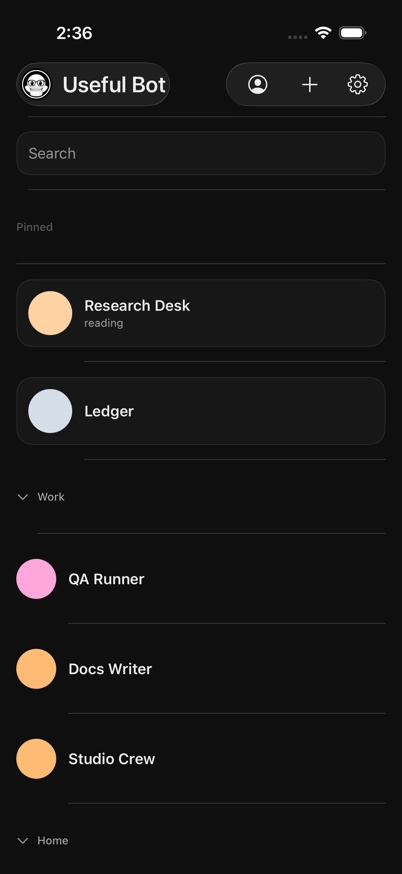 2:36
Useful Bot
Search
Pinned
Research Desk
reading
Ledger
Work
QA Runner
Docs Writer
Studio Crew
Home